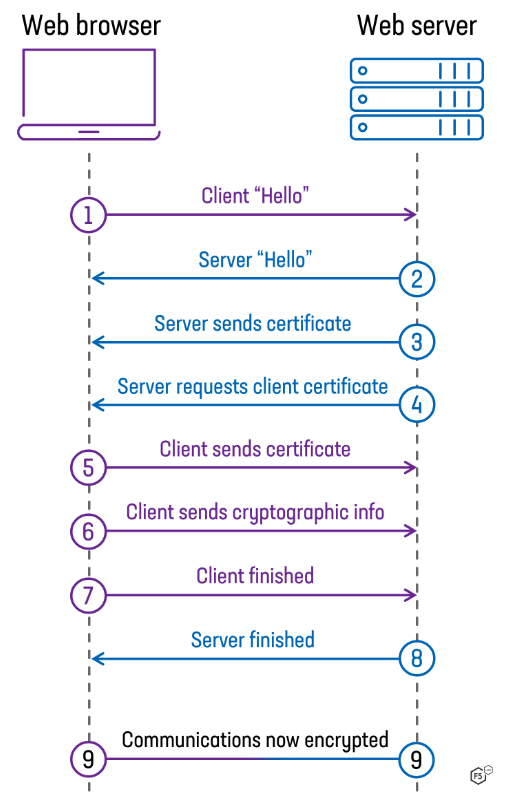 Web browser
Web server
Client “Hello”
1
Server “Hello”
2
Server sends certificate
3
Server requests client certificate
4
Client sends certificate
5
Client sends cryptographic info
6
Client finished
7
Server finished
8
Communications now encrypted
9
9
F5